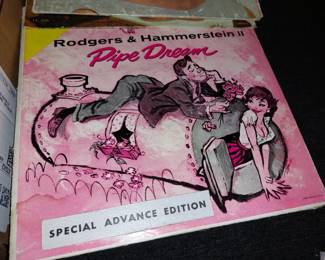 Rodgers & Hammerstein II
Pipe Dream
SPECIAL ADVANCE EDITION